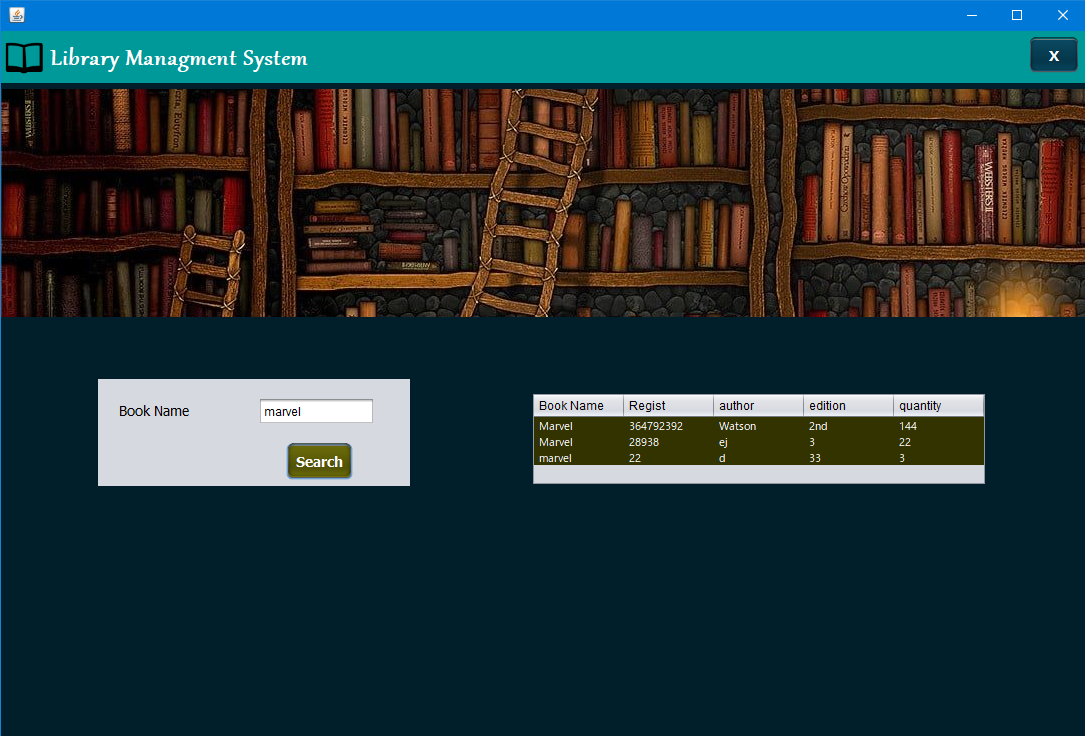 Library Managment System
X
WEBSTERS
Book Name
marvel
Search
Book Name Regist author edition quantity
Marvel 364792392 Watson 2nd 144
Marvel 28938 ej 3 22
marvel 22 d 33 3